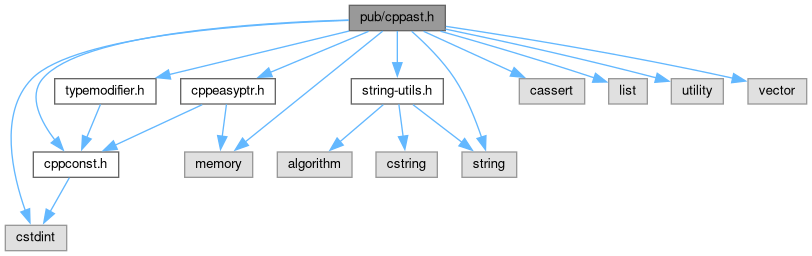 pub/cppast.h
typemodifier.h
cppeasyptr.h
string-utils.h
cassert
list
utility
vector
cppconst.h
memory
algorithm
cstring
string
cstdint